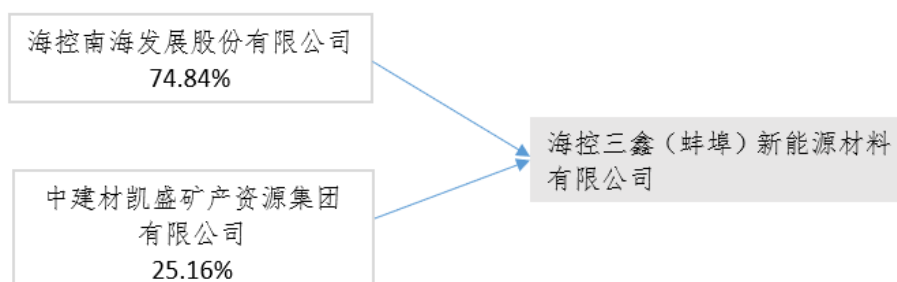 海控南海发展股份有限公司
74.84%
海控三鑫（蚌埠）新能源材料
有限公司
中建材凯盛矿产资源集团
有限公司
25.16%